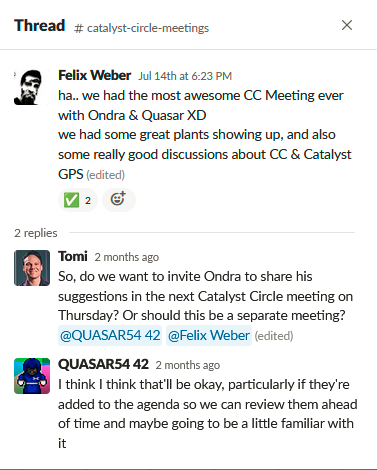 Thread # catalyst-circle-meetings
Felix Weber Jul 14th at 6:23 PM
ha.. we had the most awesome CC Meeting ever
with Ondra & Quasar XD
we had some great plants showing up, and also
some really good discussions about CC & Catalyst
GPS (edited)
2
2 replies
Tomi 2 months ago
So, do we want to invite Ondra to share his
suggestions in the next Catalyst Circle meeting on
Thursday? Or should this be a separate meeting?
@QUASAR54 42 @Felix Weber (edited)
QUASAR54 42 2 months ago
I think I think that'll be okay, particularly if they're
added to the agenda so we can review them ahead
of time and maybe going to be a little familiar with
it